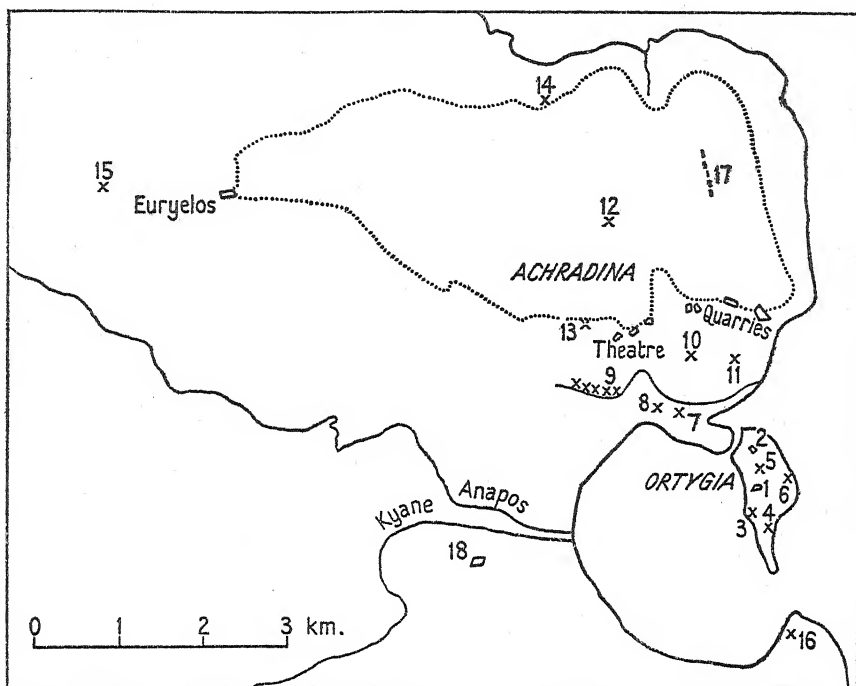 14
15
17
Euryelos
12
ACHRADINA
13
Quarries
Theatre
10
11
9
8
7
2
5
ORTYGIA
1
6
3
4
Kyane
Anapos
18
0 1 2 3 km.
16